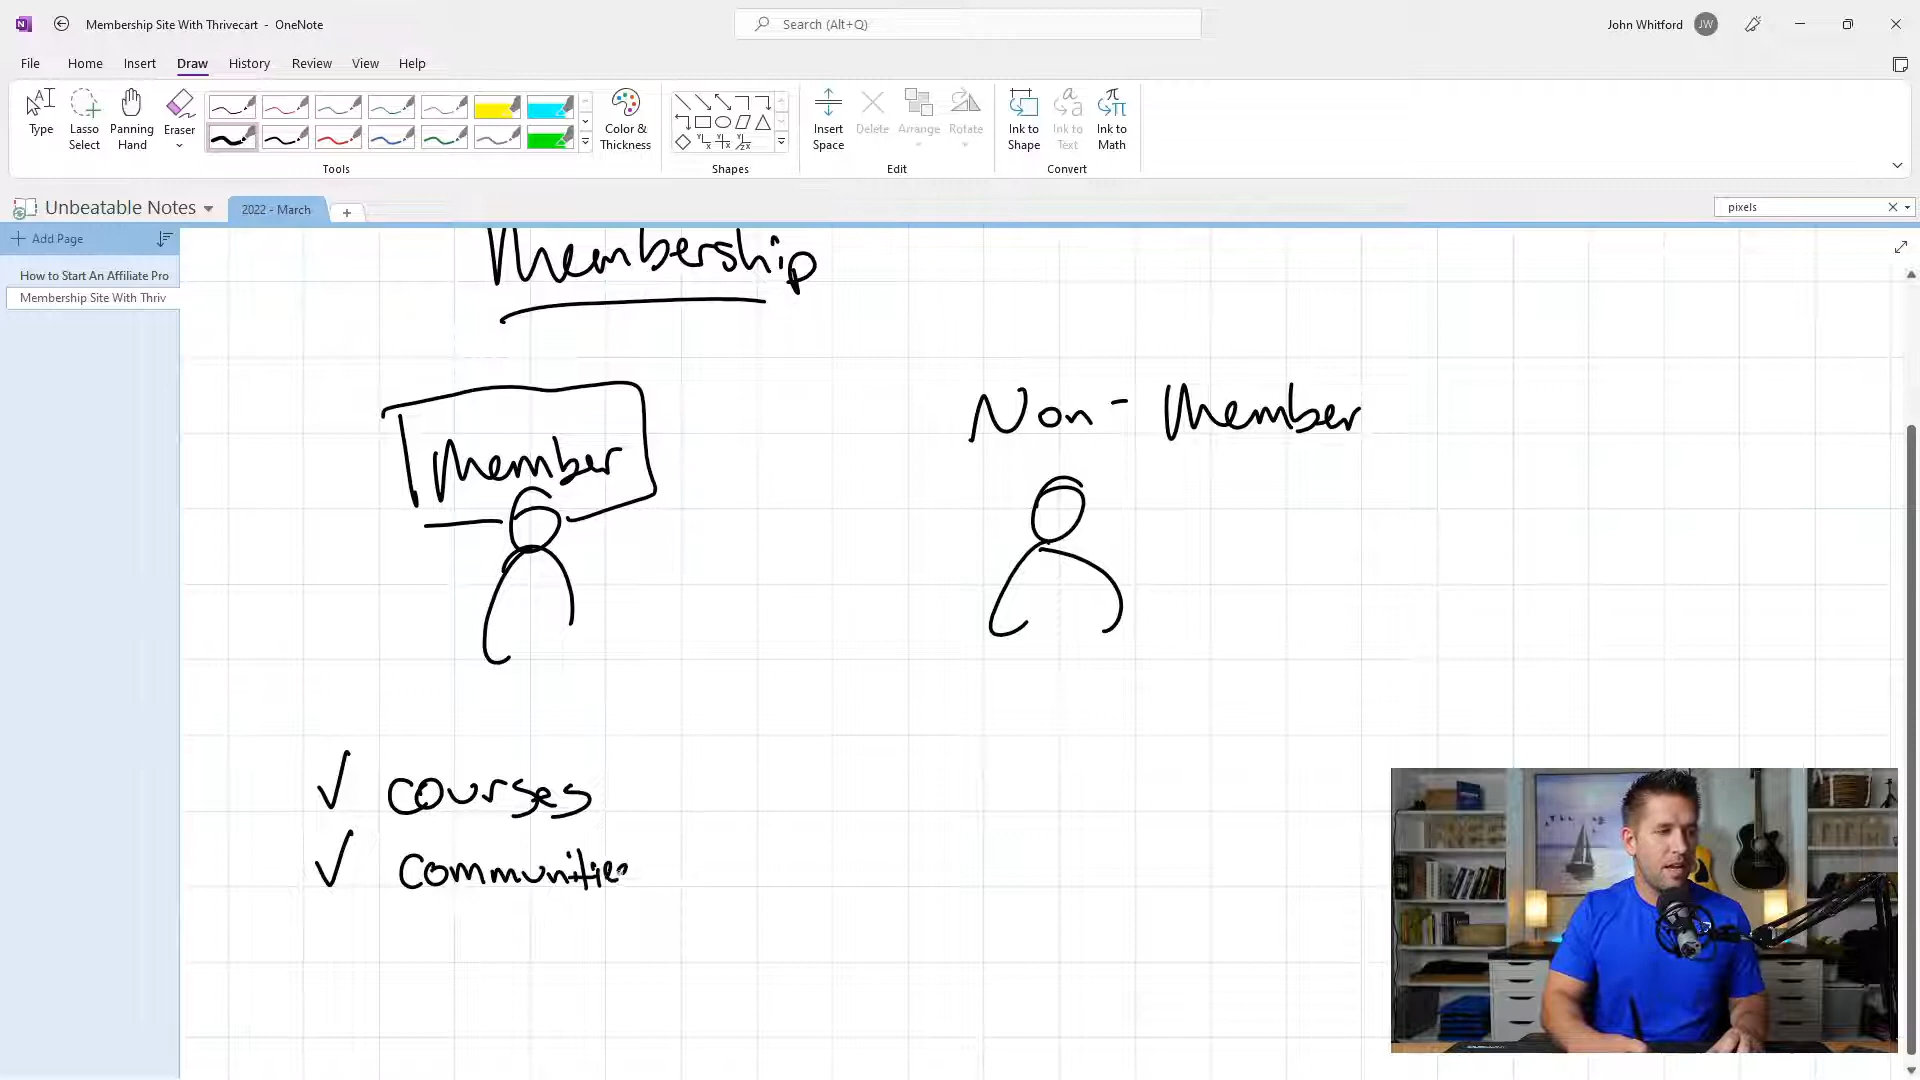 Membership Site With Thrivecart - OneNote
Search (Alt+Q)
John Whitford
JW
File Home Insert Draw History Review View Help
Type
Lasso Select
Panning Hand
Eraser
Color & Thickness
Insert Space
Delete
Arrange
Rotate
Ink to Shape
Ink to Text
Ink to Math
Tools
Shapes
Edit
Convert
Unbeatable Notes
2022 - March
pixels
Add Page
How to Start An Affiliate Pro
Membership Site With Thriv
Membership
Member
Non - Member
√ courses
√ communities